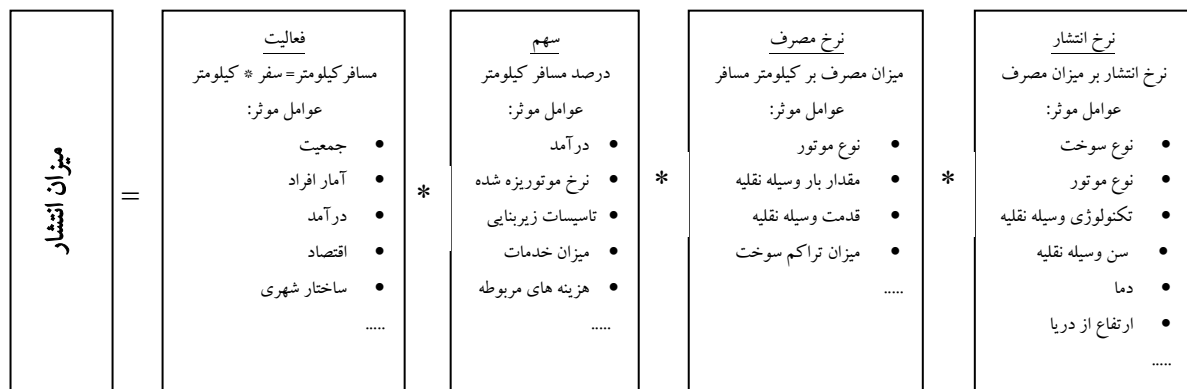 میزان انتشار
=
فعالیت
مسافرکیلومتر= سفر * کیلومتر
عوامل موثر:
• جمعیت
• آمار افراد
• درآمد
• اقتصاد
• ساختار شهری
.....
*
سهم
درصد مسافر کیلومتر
عوامل موثر:
• درآمد
• نرخ موتوریزه شده
• تاسیسات زیربنایی
• میزان خدمات
• هزینه های مربوطه
.....
*
نرخ مصرف
میزان مصرف بر کیلومتر مسافر
عوامل موثر:
• نوع موتور
• مقدار بار وسیله نقلیه
• قدمت وسیله نقلیه
• میزان تراکم سوخت
.....
*
نرخ انتشار
نرخ انتشار بر میزان مصرف
عوامل موثر:
• نوع سوخت
• نوع موتور
• تکنولوژی وسیله نقلیه
• سن وسیله نقلیه
• دما
• ارتفاع از دریا
.....